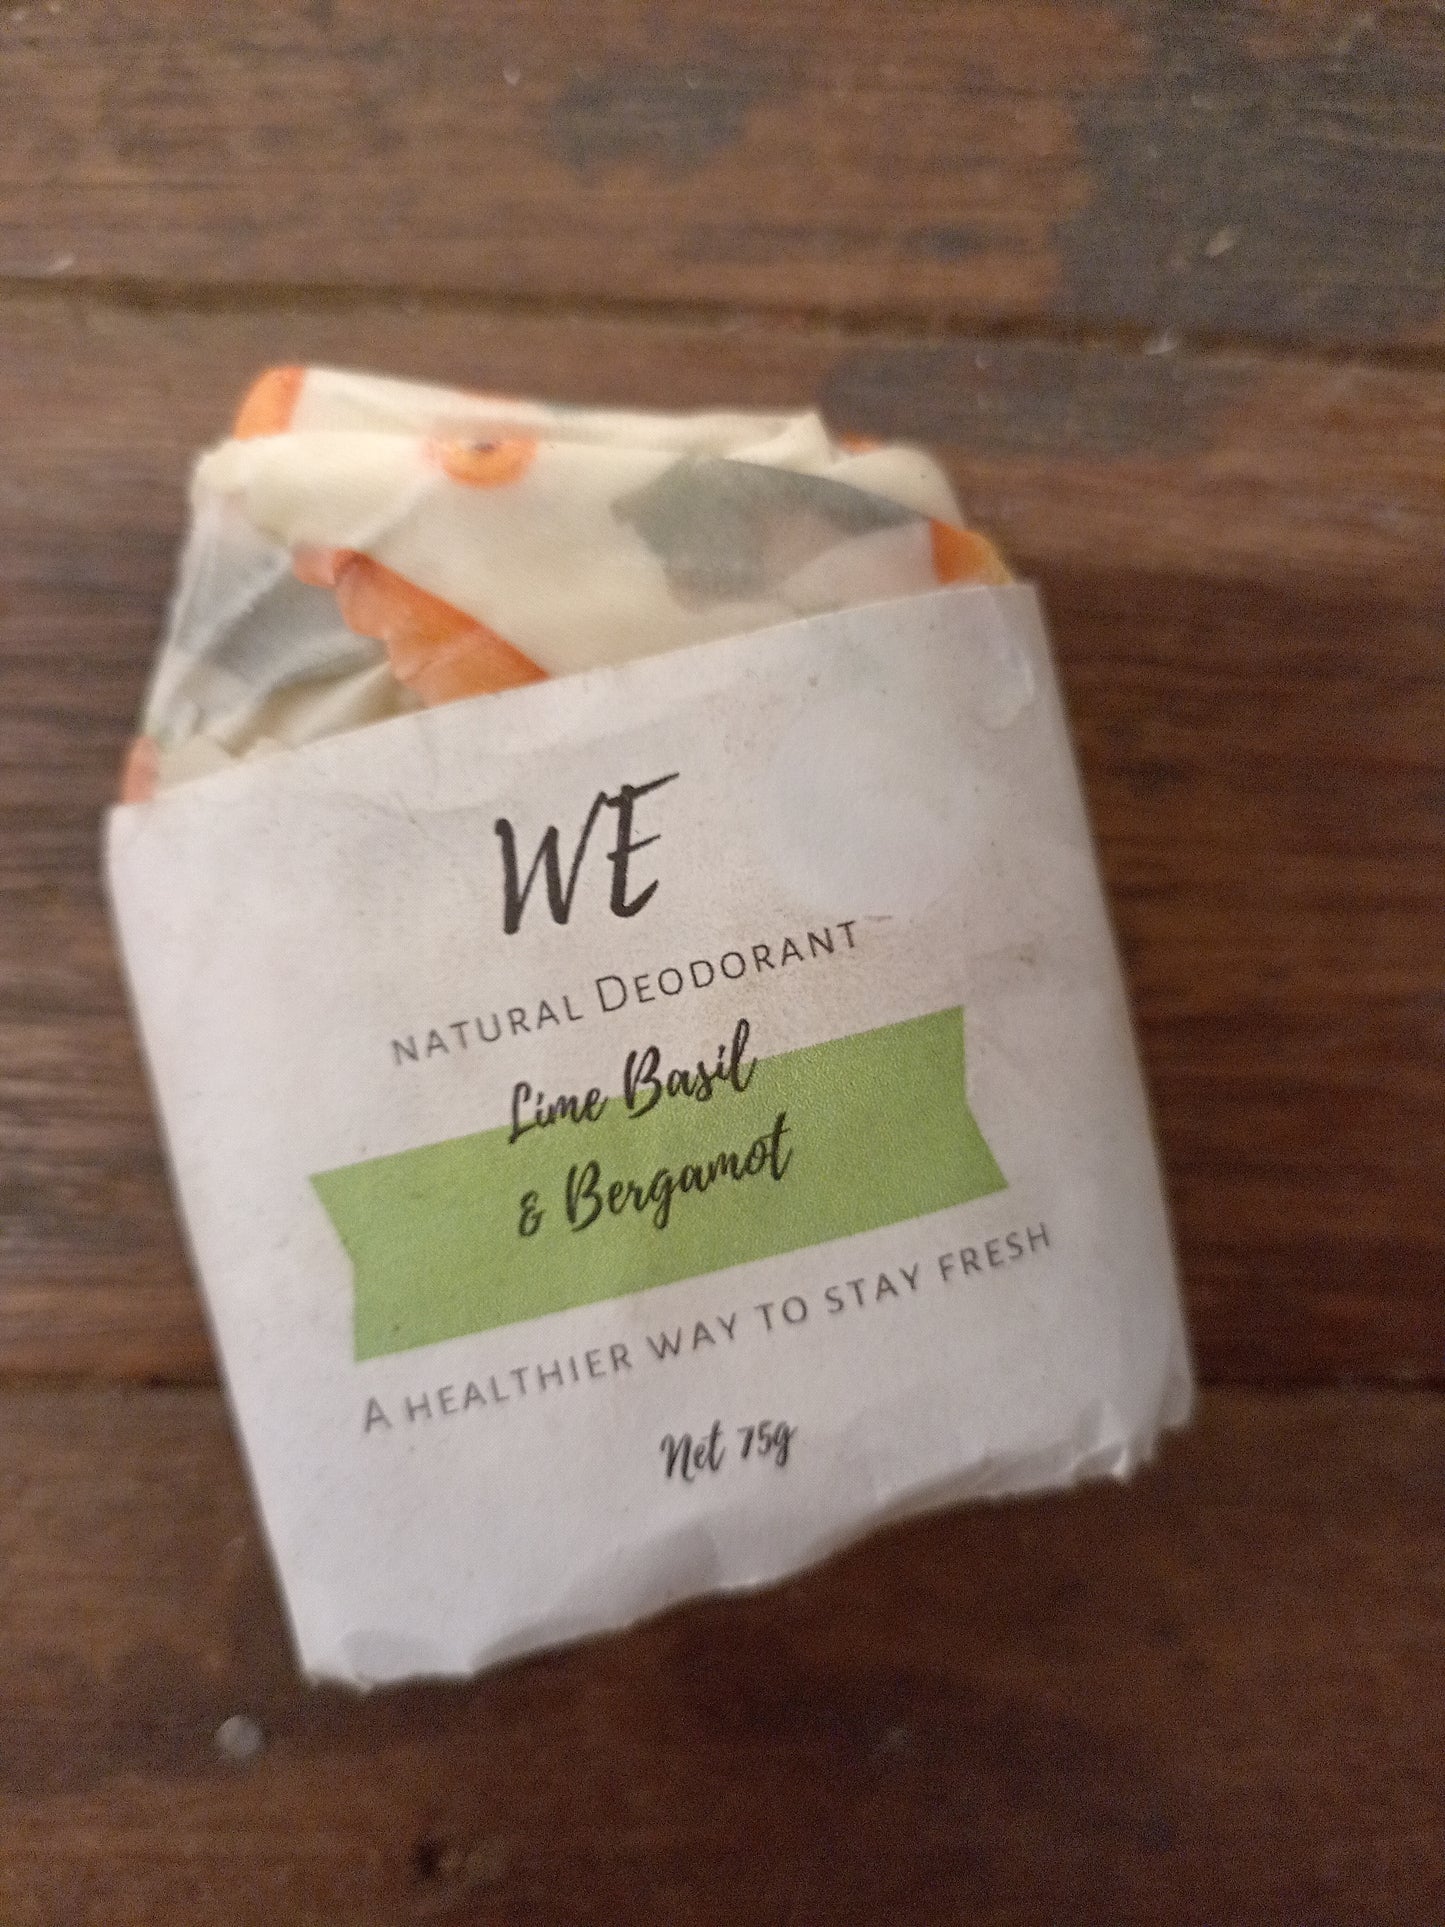 WE
NATURAL DEODORANT
Lime Basil
& Bergamot
A HEALTHIER WAY TO STAY FRESH
Net 75g